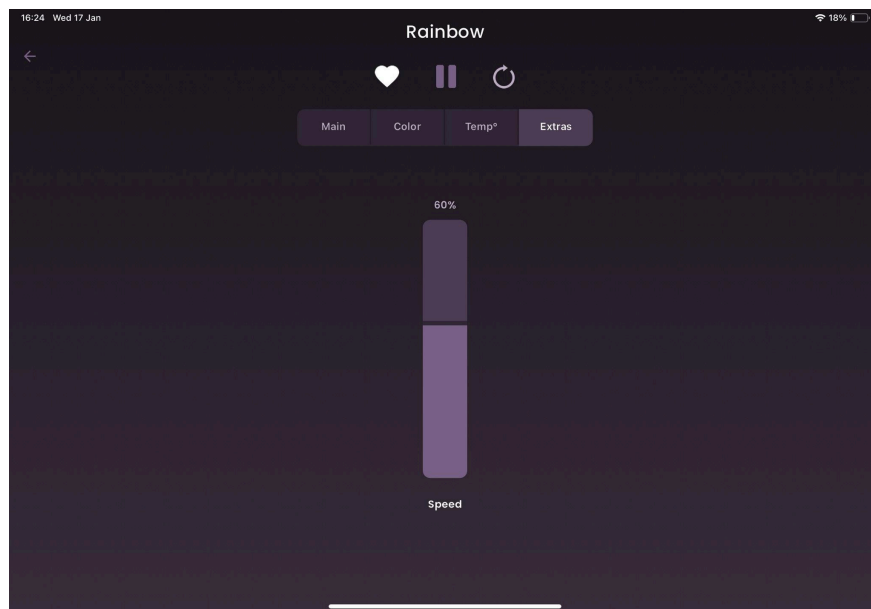 16:24 Wed 17 Jan
18%
Rainbow
Main Color Temp° Extras
60%
Speed